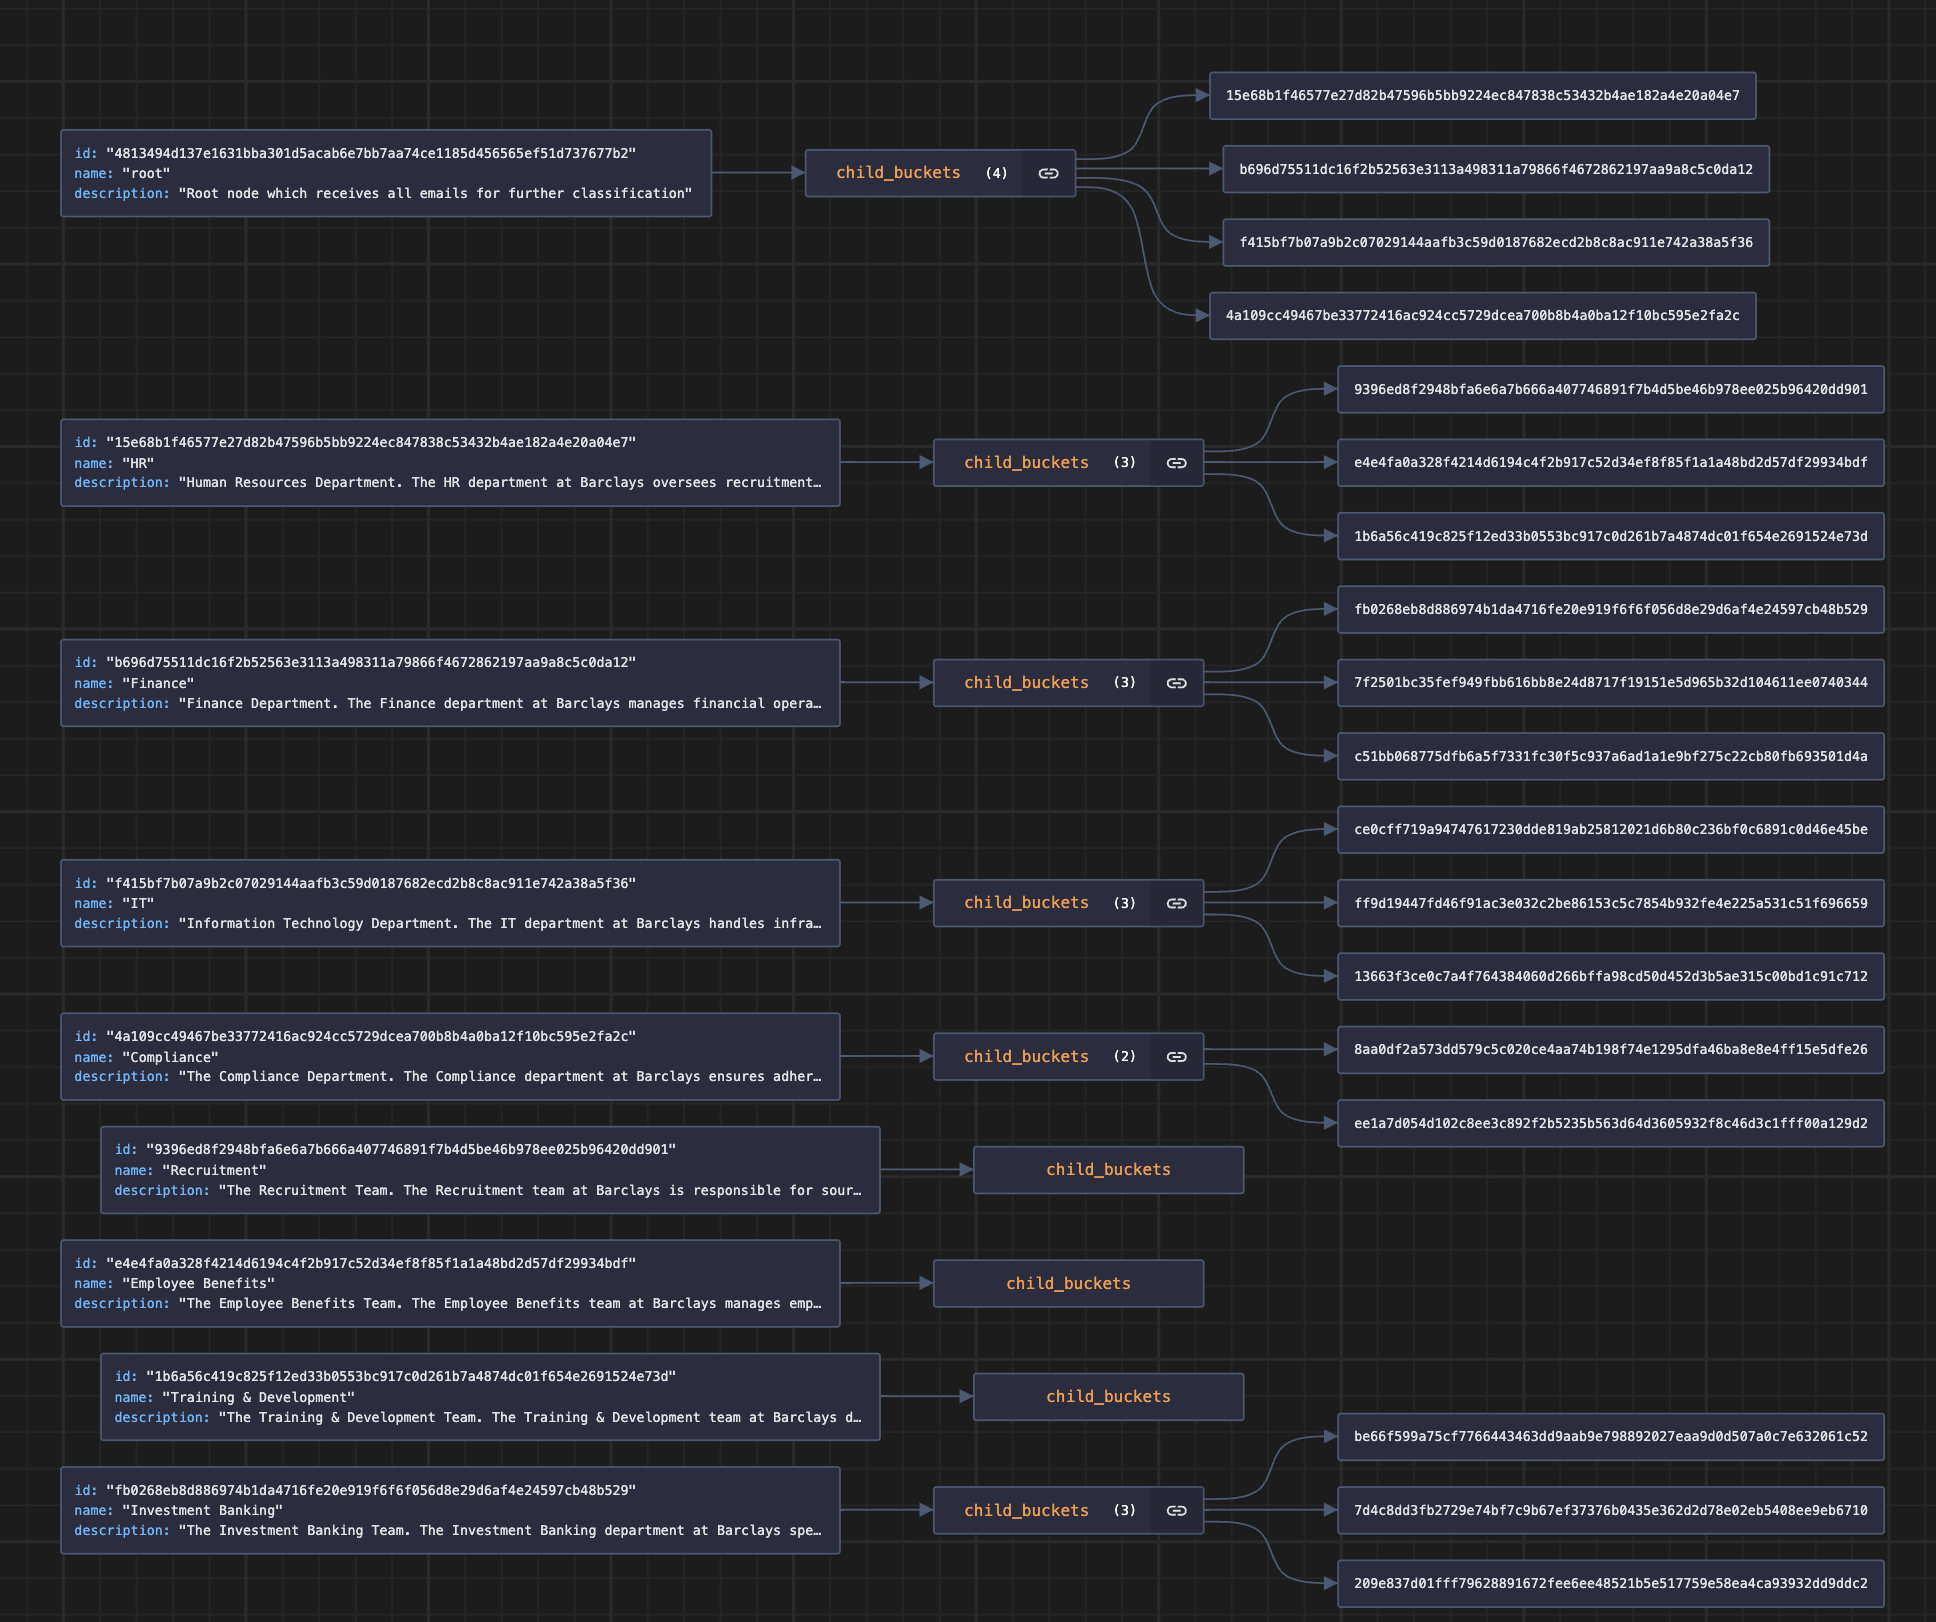 15e68b1f46577e27d82b47596b5bb9224ec847838c53432b4ae182a4e20a04e7
id: "4813494d137e1631bba301d5acab6e7bb7aa74ce1185d456565ef51d737677b2"
name: "root"
description: "Root node which receives all emails for further classification"
child_buckets (4)
b696d75511dc16f2b52563e3113a498311a79866f4672862197aa9a8c5c0da12
f415bf7b07a9b2c07029144aafb3c59d0187682ecd2b8c8ac911e742a38a5f36
4a109cc49467be33772416ac924cc5729dcea700b8b4a0ba12f10bc595e2fa2c
9396ed8f2948bfa6e6a7b666a407746891f7b4d5be46b978ee025b96420dd901
id: "15e68b1f46577e27d82b47596b5bb9224ec847838c53432b4ae182a4e20a04e7"
name: "HR"
description: "Human Resources Department. The HR department at Barclays oversees recruitment…
child_buckets (3)
e4e4fa0a328f4214d6194c4f2b917c52d34ef8f85f1a1a48bd2d57df29934bdf
1b6a56c419c825f12ed33b0553bc917c0d261b7a4874dc01f654e2691524e73d
fb0268eb8d886974b1da4716fe20e919f6f6f056d8e29d6af4e24597cb48b529
id: "b696d75511dc16f2b52563e3113a498311a79866f4672862197aa9a8c5c0da12"
name: "Finance"
description: "Finance Department. The Finance department at Barclays manages financial opera…
child_buckets (3)
7f2501bc35fef949fbb616bb8e24d8717f19151e5d965b32d104611ee0740344
c51bb068775dfb6a5f7331fc30f5c937a6ad1a1e9bf275c22cb80fb693501d4a
ce0cff719a94747617230dde819ab25812021d6b80c236bf0c6891c0d46e45be
id: "f415bf7b07a9b2c07029144aafb3c59d0187682ecd2b8c8ac911e742a38a5f36"
name: "IT"
description: "Information Technology Department. The IT department at Barclays handles infra…
child_buckets (3)
ff9d19447fd46f91ac3e032c2be86153c5c7854b932fe4e225a531c51f696659
13663f3ce0c7a4f764384060d266bffa98cd50d452d3b5ae315c00bd1c91c712
id: "4a109cc49467be33772416ac924cc5729dcea700b8b4a0ba12f10bc595e2fa2c"
name: "Compliance"
description: "The Compliance Department. The Compliance department at Barclays ensures adher…
child_buckets (2)
8aa0df2a573dd579c5c020ce4aa74b198f74e1295dfa46ba8e8e4ff15e5dfe26
ee1a7d054d102c8ee3c892f2b5235b563d64d3605932f8c46d3c1fff00a129d2
id: "9396ed8f2948bfa6e6a7b666a407746891f7b4d5be46b978ee025b96420dd901"
name: "Recruitment"
description: "The Recruitment Team. The Recruitment team at Barclays is responsible for sour…
child_buckets
id: "e4e4fa0a328f4214d6194c4f2b917c52d34ef8f85f1a1a48bd2d57df29934bdf"
name: "Employee Benefits"
description: "The Employee Benefits Team. The Employee Benefits team at Barclays manages emp…
child_buckets
id: "1b6a56c419c825f12ed33b0553bc917c0d261b7a4874dc01f654e2691524e73d"
name: "Training & Development"
description: "The Training & Development Team. The Training & Development team at Barclays d…
child_buckets
be66f599a75cf7766443463dd9aab9e798892027eaa9d0d507a0c7e632061c52
id: "fb0268eb8d886974b1da4716fe20e919f6f6f056d8e29d6af4e24597cb48b529"
name: "Investment Banking"
description: "The Investment Banking Team. The Investment Banking department at Barclays spe…
child_buckets (3)
7d4c8dd3fb2729e74bf7c9b67ef37376b0435e362d2d78e02eb5408ee9eb6710
209e837d01fff79628891672fee6ee48521b5e517759e58ea4ca93932dd9ddc2